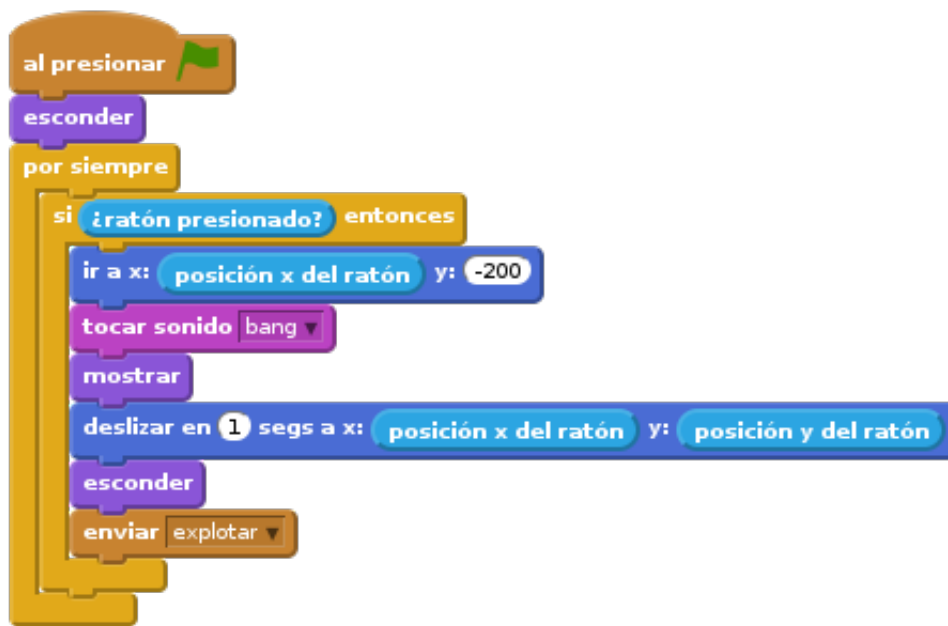 al presionar
esconder
por siempre
si ¿ratón presionado? entonces
ir a x: posición x del ratón y: -200
tocar sonido bang
mostrar
deslizar en 1 segs a x: posición x del ratón y: posición y del ratón
esconder
enviar explotar